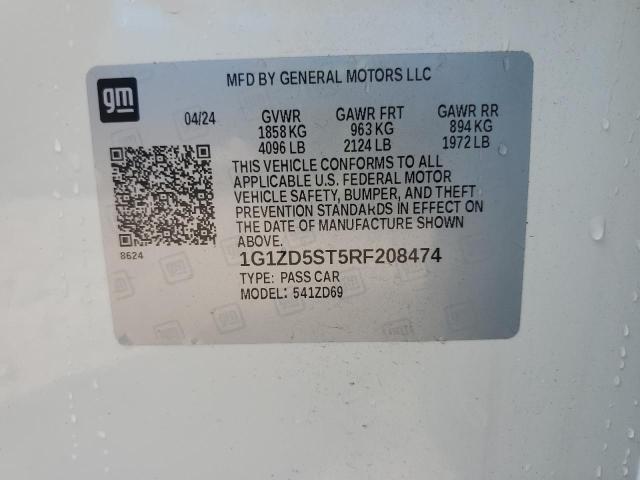 gm
MFD BY GENERAL MOTORS LLC
04/24 GVWR GAWR FRT GAWR RR
1858 KG 963 KG 894 KG
4096 LB 2124 LB 1972 LB
THIS VEHICLE CONFORMS TO ALL
APPLICABLE U.S. FEDERAL MOTOR
VEHICLE SAFETY, BUMPER, AND THEFT
PREVENTION STANDARDS IN EFFECT ON
THE DATE OF MANUFACTURE SHOWN
ABOVE.
8624
1G1ZD5ST5RF208474
TYPE: PASS CAR
MODEL: 541ZD69